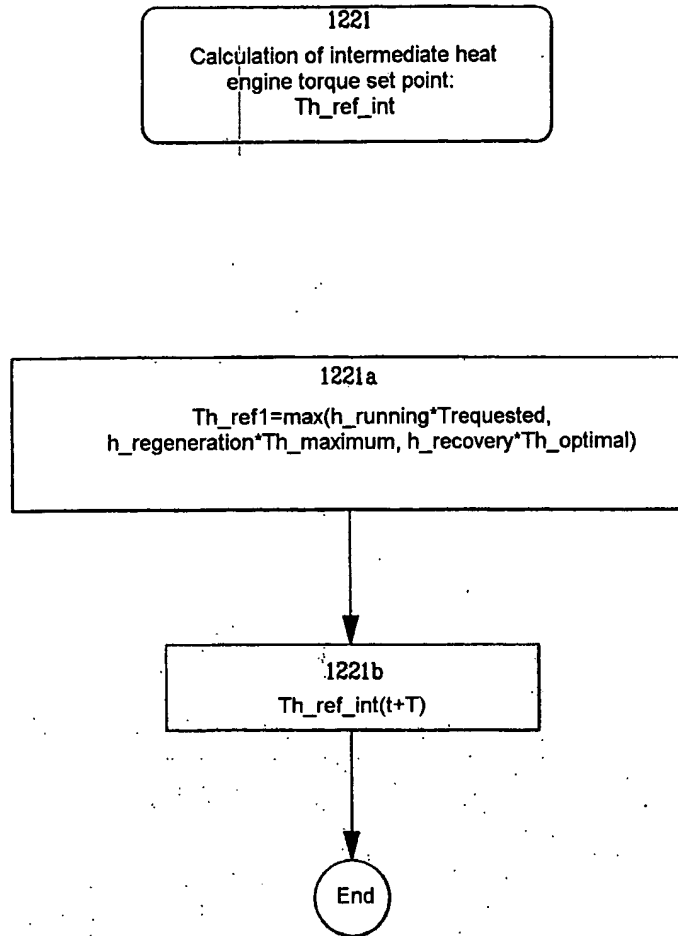 1221
Calculation of intermediate heat
engine torque set point:
Th_ref_int
1221a
Th_ref1=max(h_running*Trequested,
h_regeneration*Th_maximum, h_recovery*Th_optimal)
1221b
Th_ref_int(t+T)
End